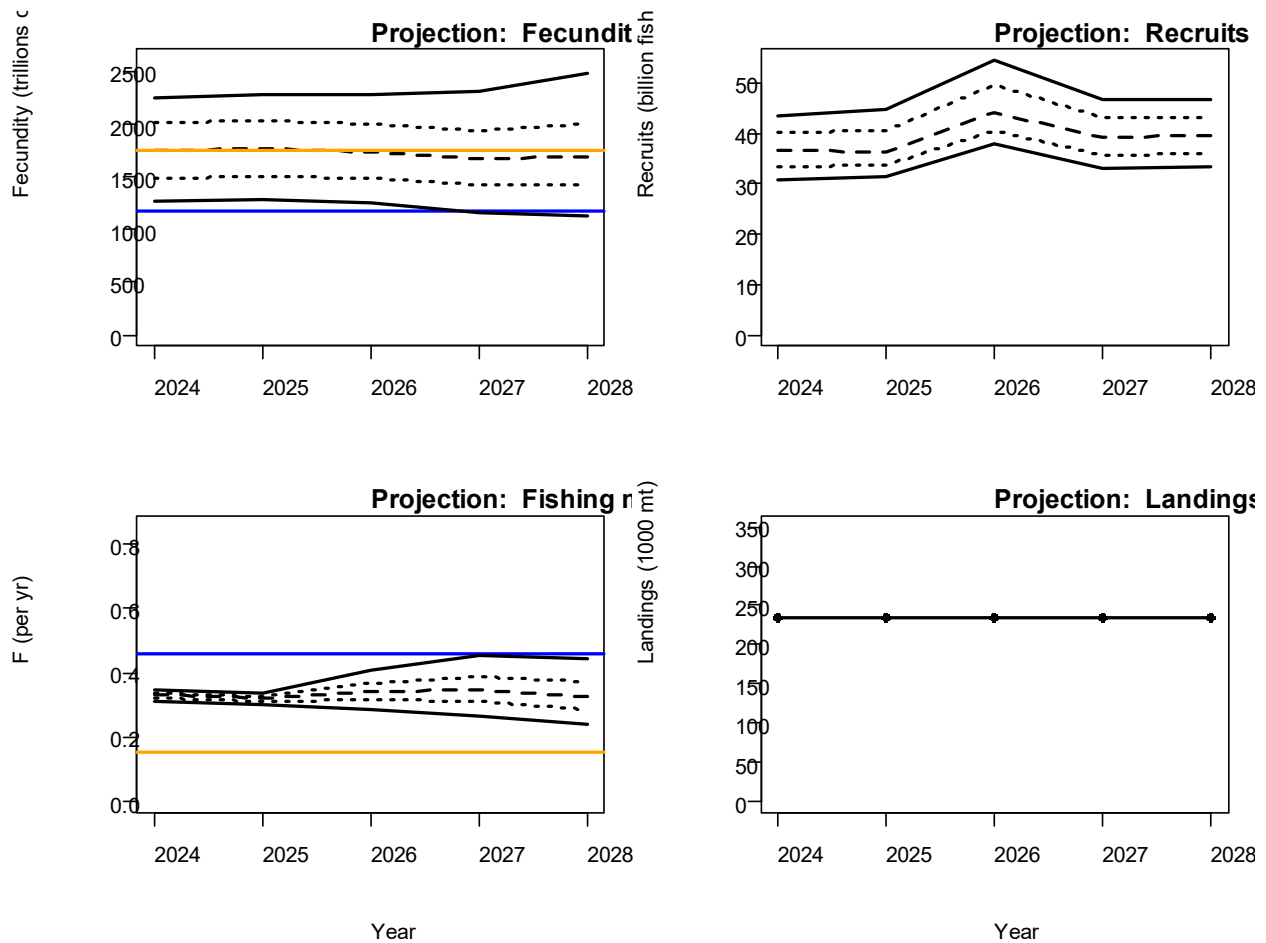 Projection: Fecundit
Fecundity (trillions o
2500
2000
1500
1000
500
0
2024 2025 2026 2027 2028
Projection: Recruits
Recruits (billion fish
50
40
30
20
10
0
2024 2025 2026 2027 2028
Projection: Fishing
F (per yr)
0.8
0.6
0.4
0.2
0.0
2024 2025 2026 2027 2028
Year
Projection: Landings
Landings (1000 mt)
350
300
250
200
150
100
50
0
2024 2025 2026 2027 2028
Year